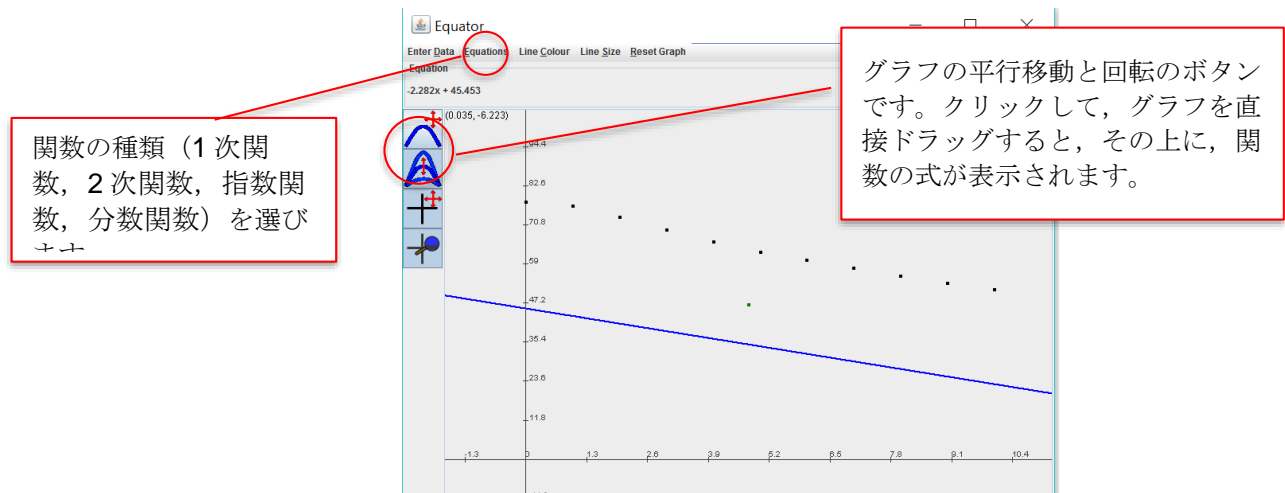 Equator
Enter Data Equations Line Colour Line Size Reset Graph
Equation
-2.282x + 45.453
(0.035, -6.223)
94.4
82.6
70.8
59
47.2
35.4
23.6
11.8
-1.3 0 1.3 2.6 3.9 5.2 6.5 7.8 9.1 10.4
関数の種類（1 次関
数，2 次関数，指数関
数，分数関数）を選び
グラフの平行移動と回転のボタン
です。クリックして，グラフを直
接ドラッグすると，その上に，関
数の式が表示されます。